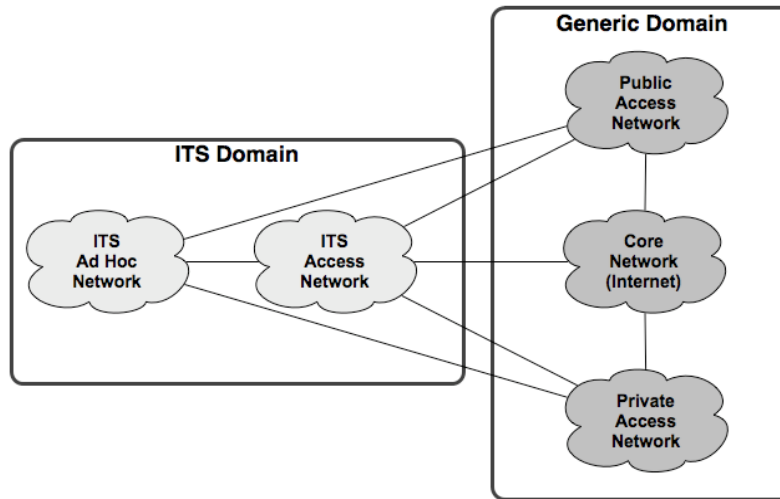 Generic Domain
Public
Access
Network
ITS Domain
ITS
Ad Hoc
Network
ITS
Access
Network
Core
Network
(Internet)
Private
Access
Network